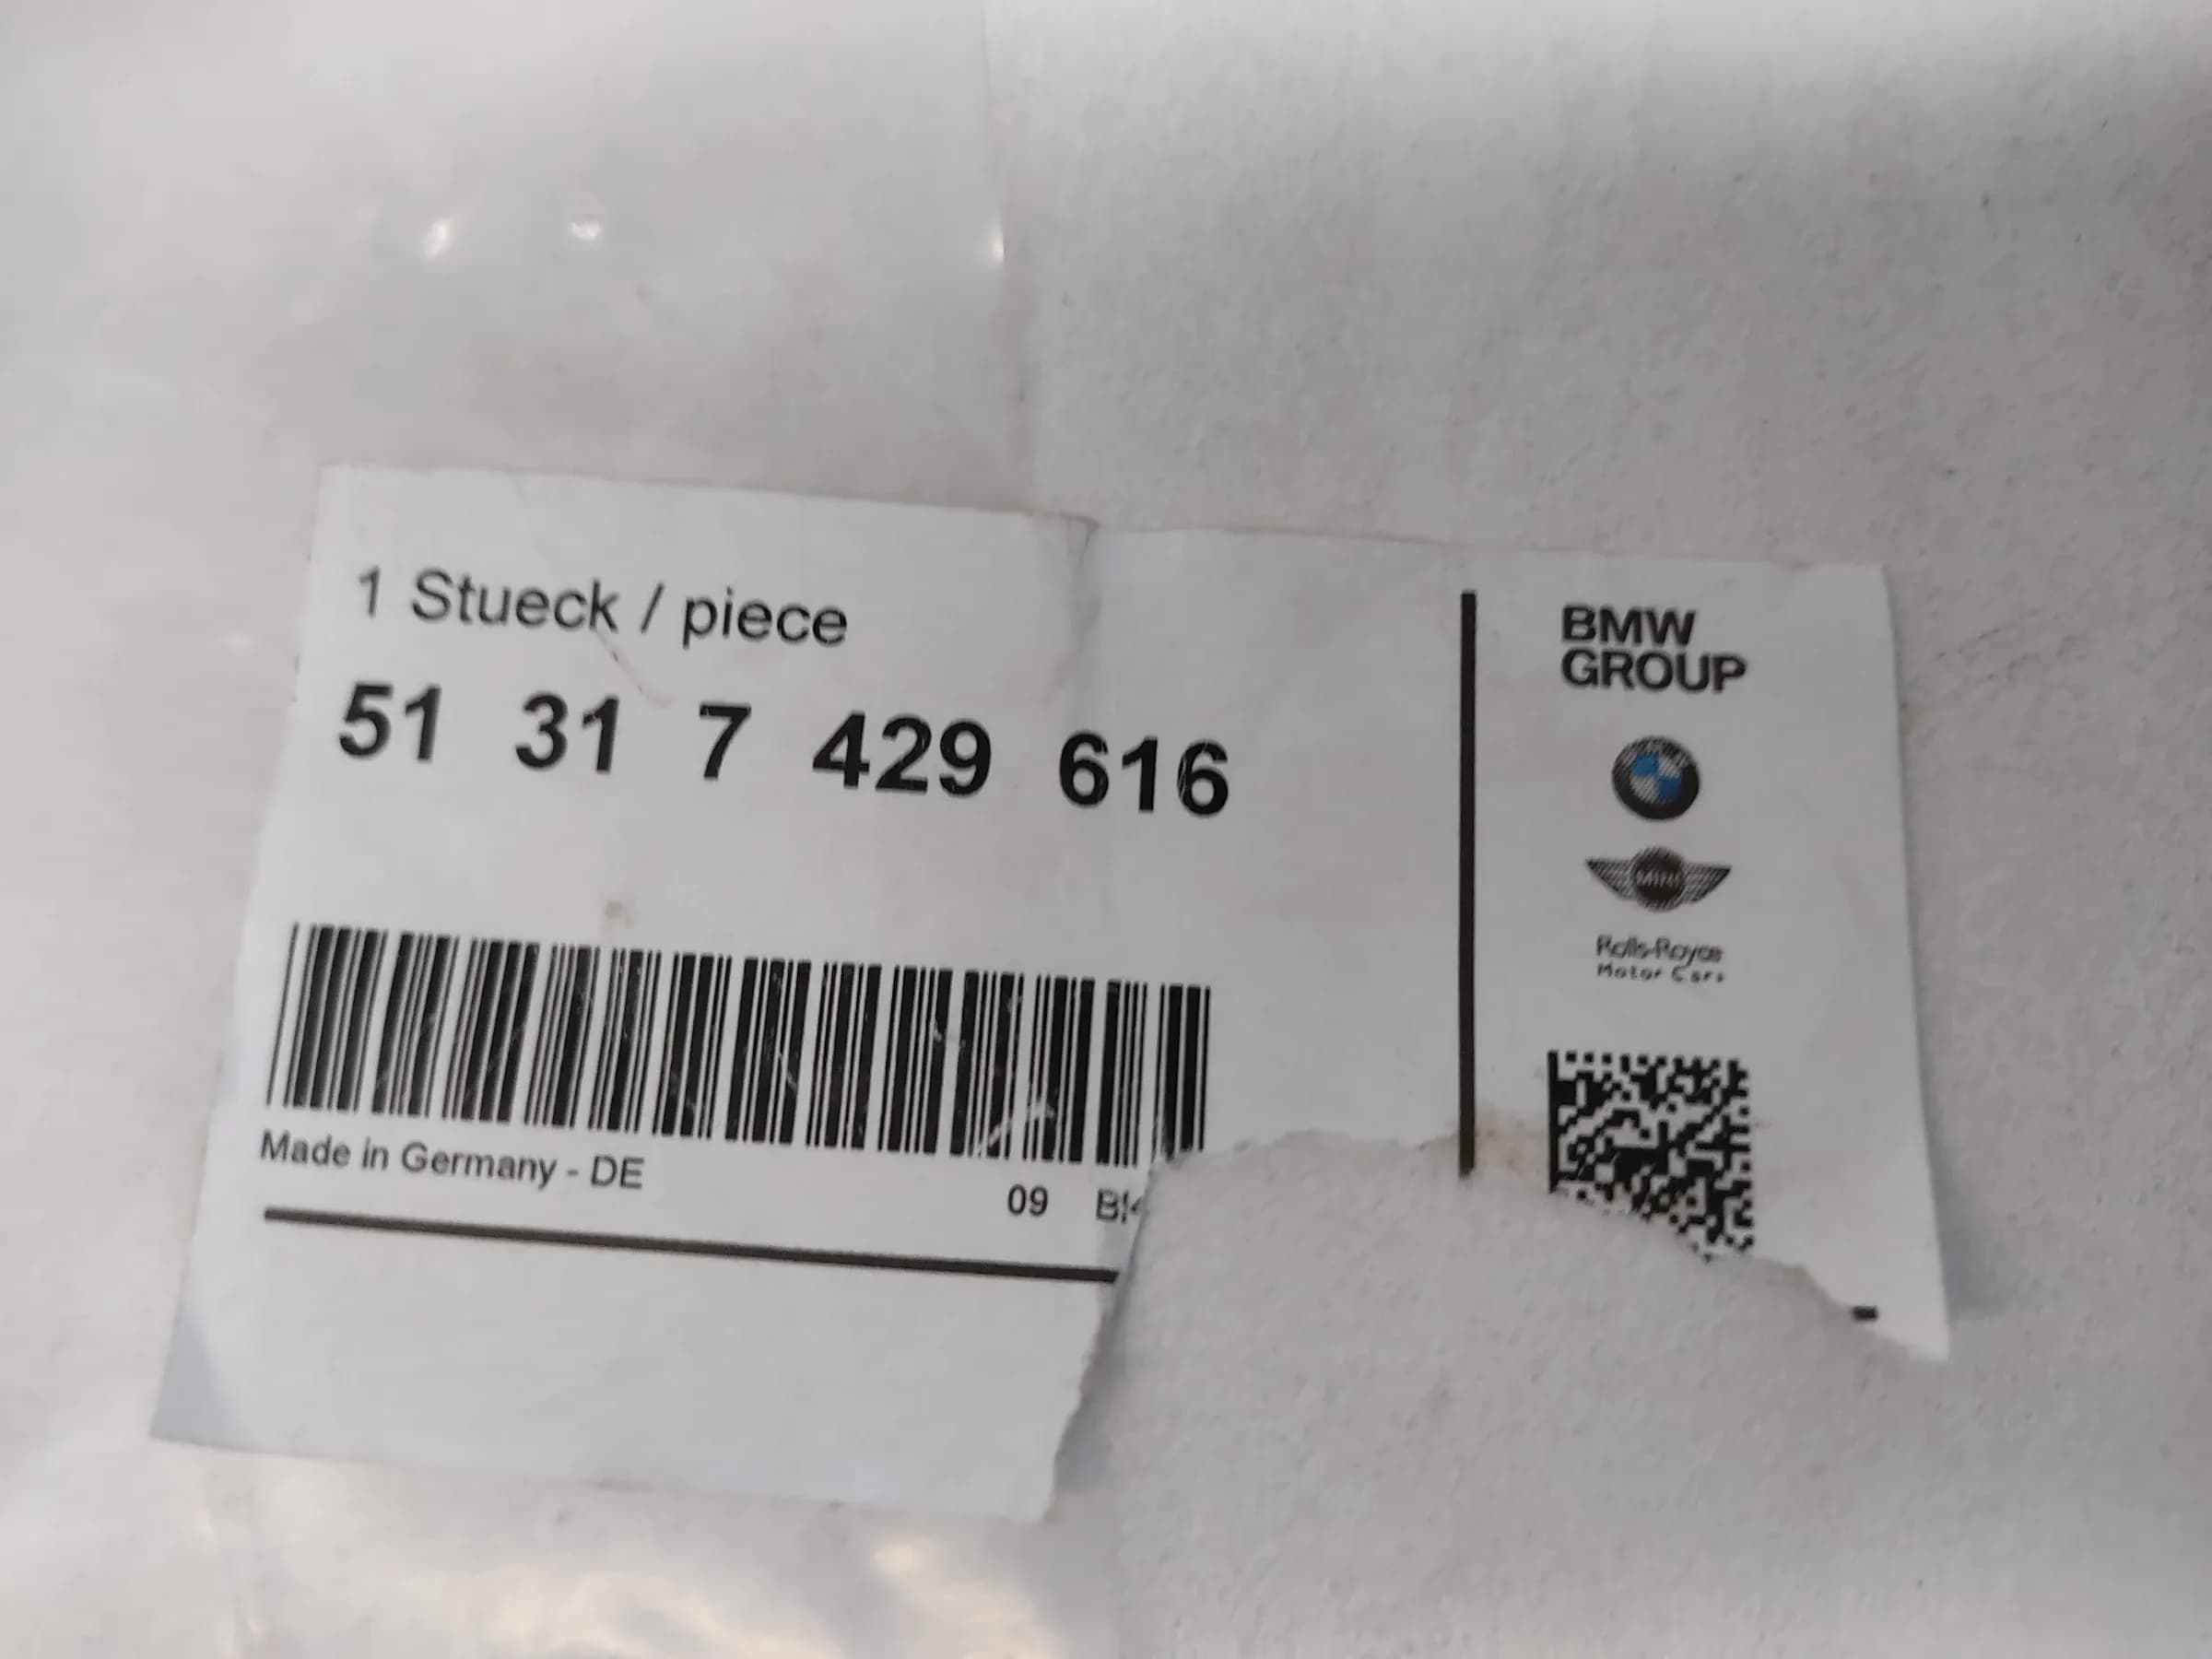 1 Stueck / piece
51 31 7 429 616
Made in Germany - DE
09
BMW
GROUP
MINI
Rolls-Royce
Motor Cars